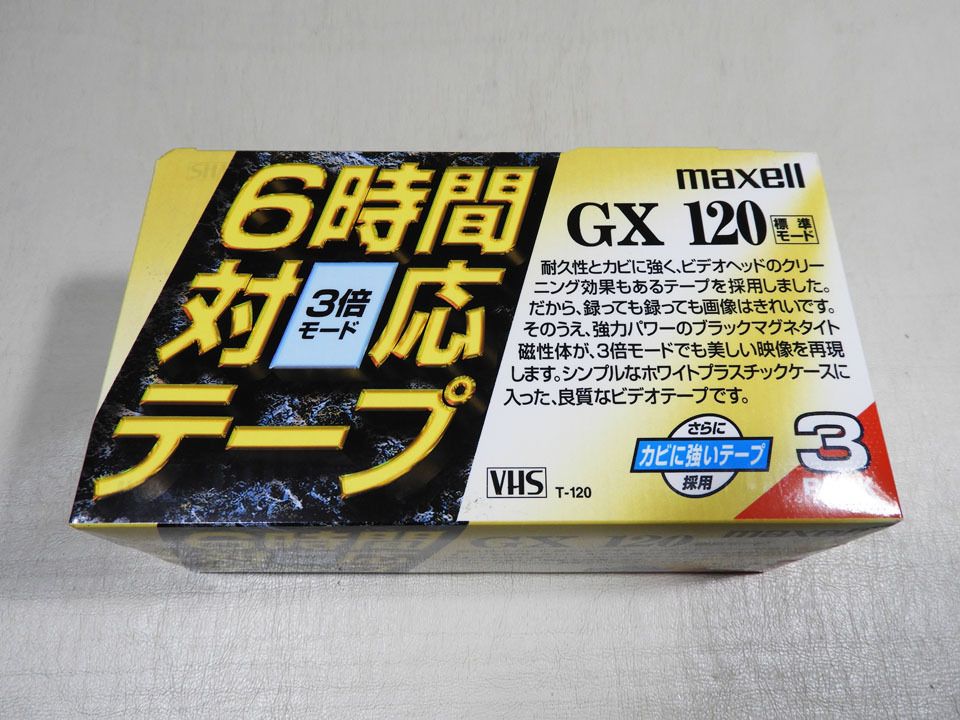 6時間
対 3倍モード 応
テープ
maxell
GX 120 標準モード
耐久性とカビに強く、ビデオヘッドのクリー
ニング効果もあるテープを採用しました。
だから、録っても録っても画像はきれいです。
そのうえ、強力パワーのブラックマグネタイト
磁性体が、3倍モードでも美しい映像を再現
します。シンプルなホワイトプラスチックケースに
入った、良質なビデオテープです。
さらに
カビに強いテープ
採用
3
VHS T-120
6時間
GX 120
maxell